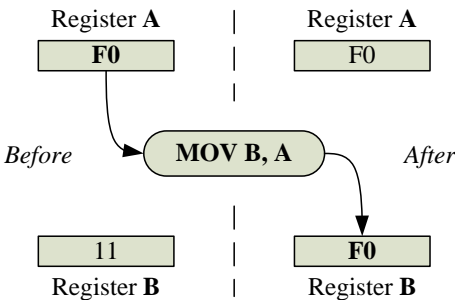 Register A
Register A
F0
F0
Before
MOV B, A
After
11
F0
Register B
Register B